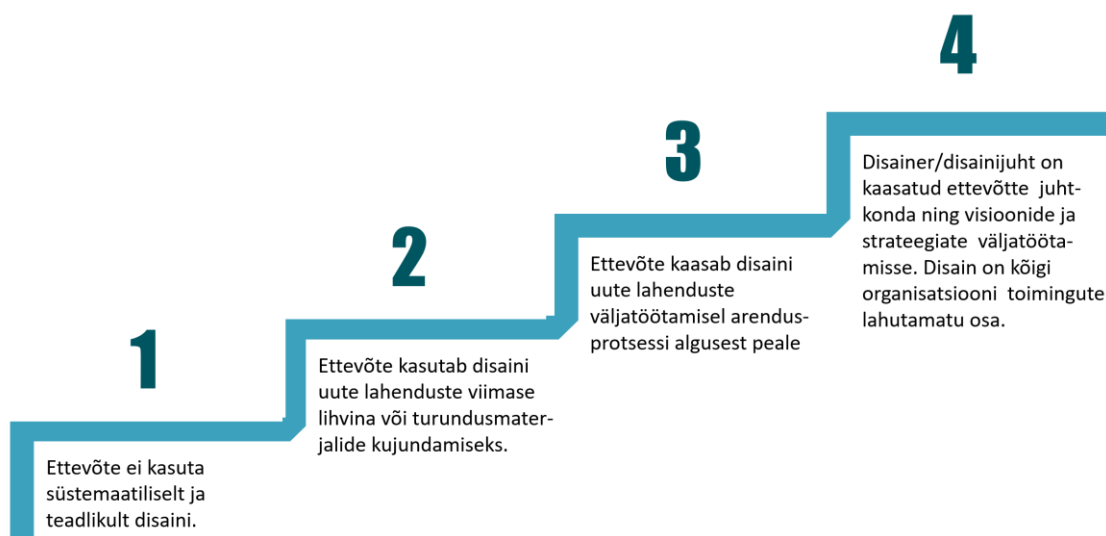 1
Ettevõte ei kasuta
süstemaatiliselt ja
teadlikult disaini.
2
Ettevõte kasutab disaini
uute lahenduste viimase
lihvina või turundusmater-
jalide kujundamiseks.
3
Ettevõte kaasab disaini
uute lahenduste
väljatöötamisel arendus-
protsessi algusest peale
4
Disainer/disainijuht on
kaasatud ettevõtte juht-
konda ning visioonide ja
strateegiate väljatööta-
misse. Disain on kõigi
organisatsiooni toimingute
lahutamatu osa.